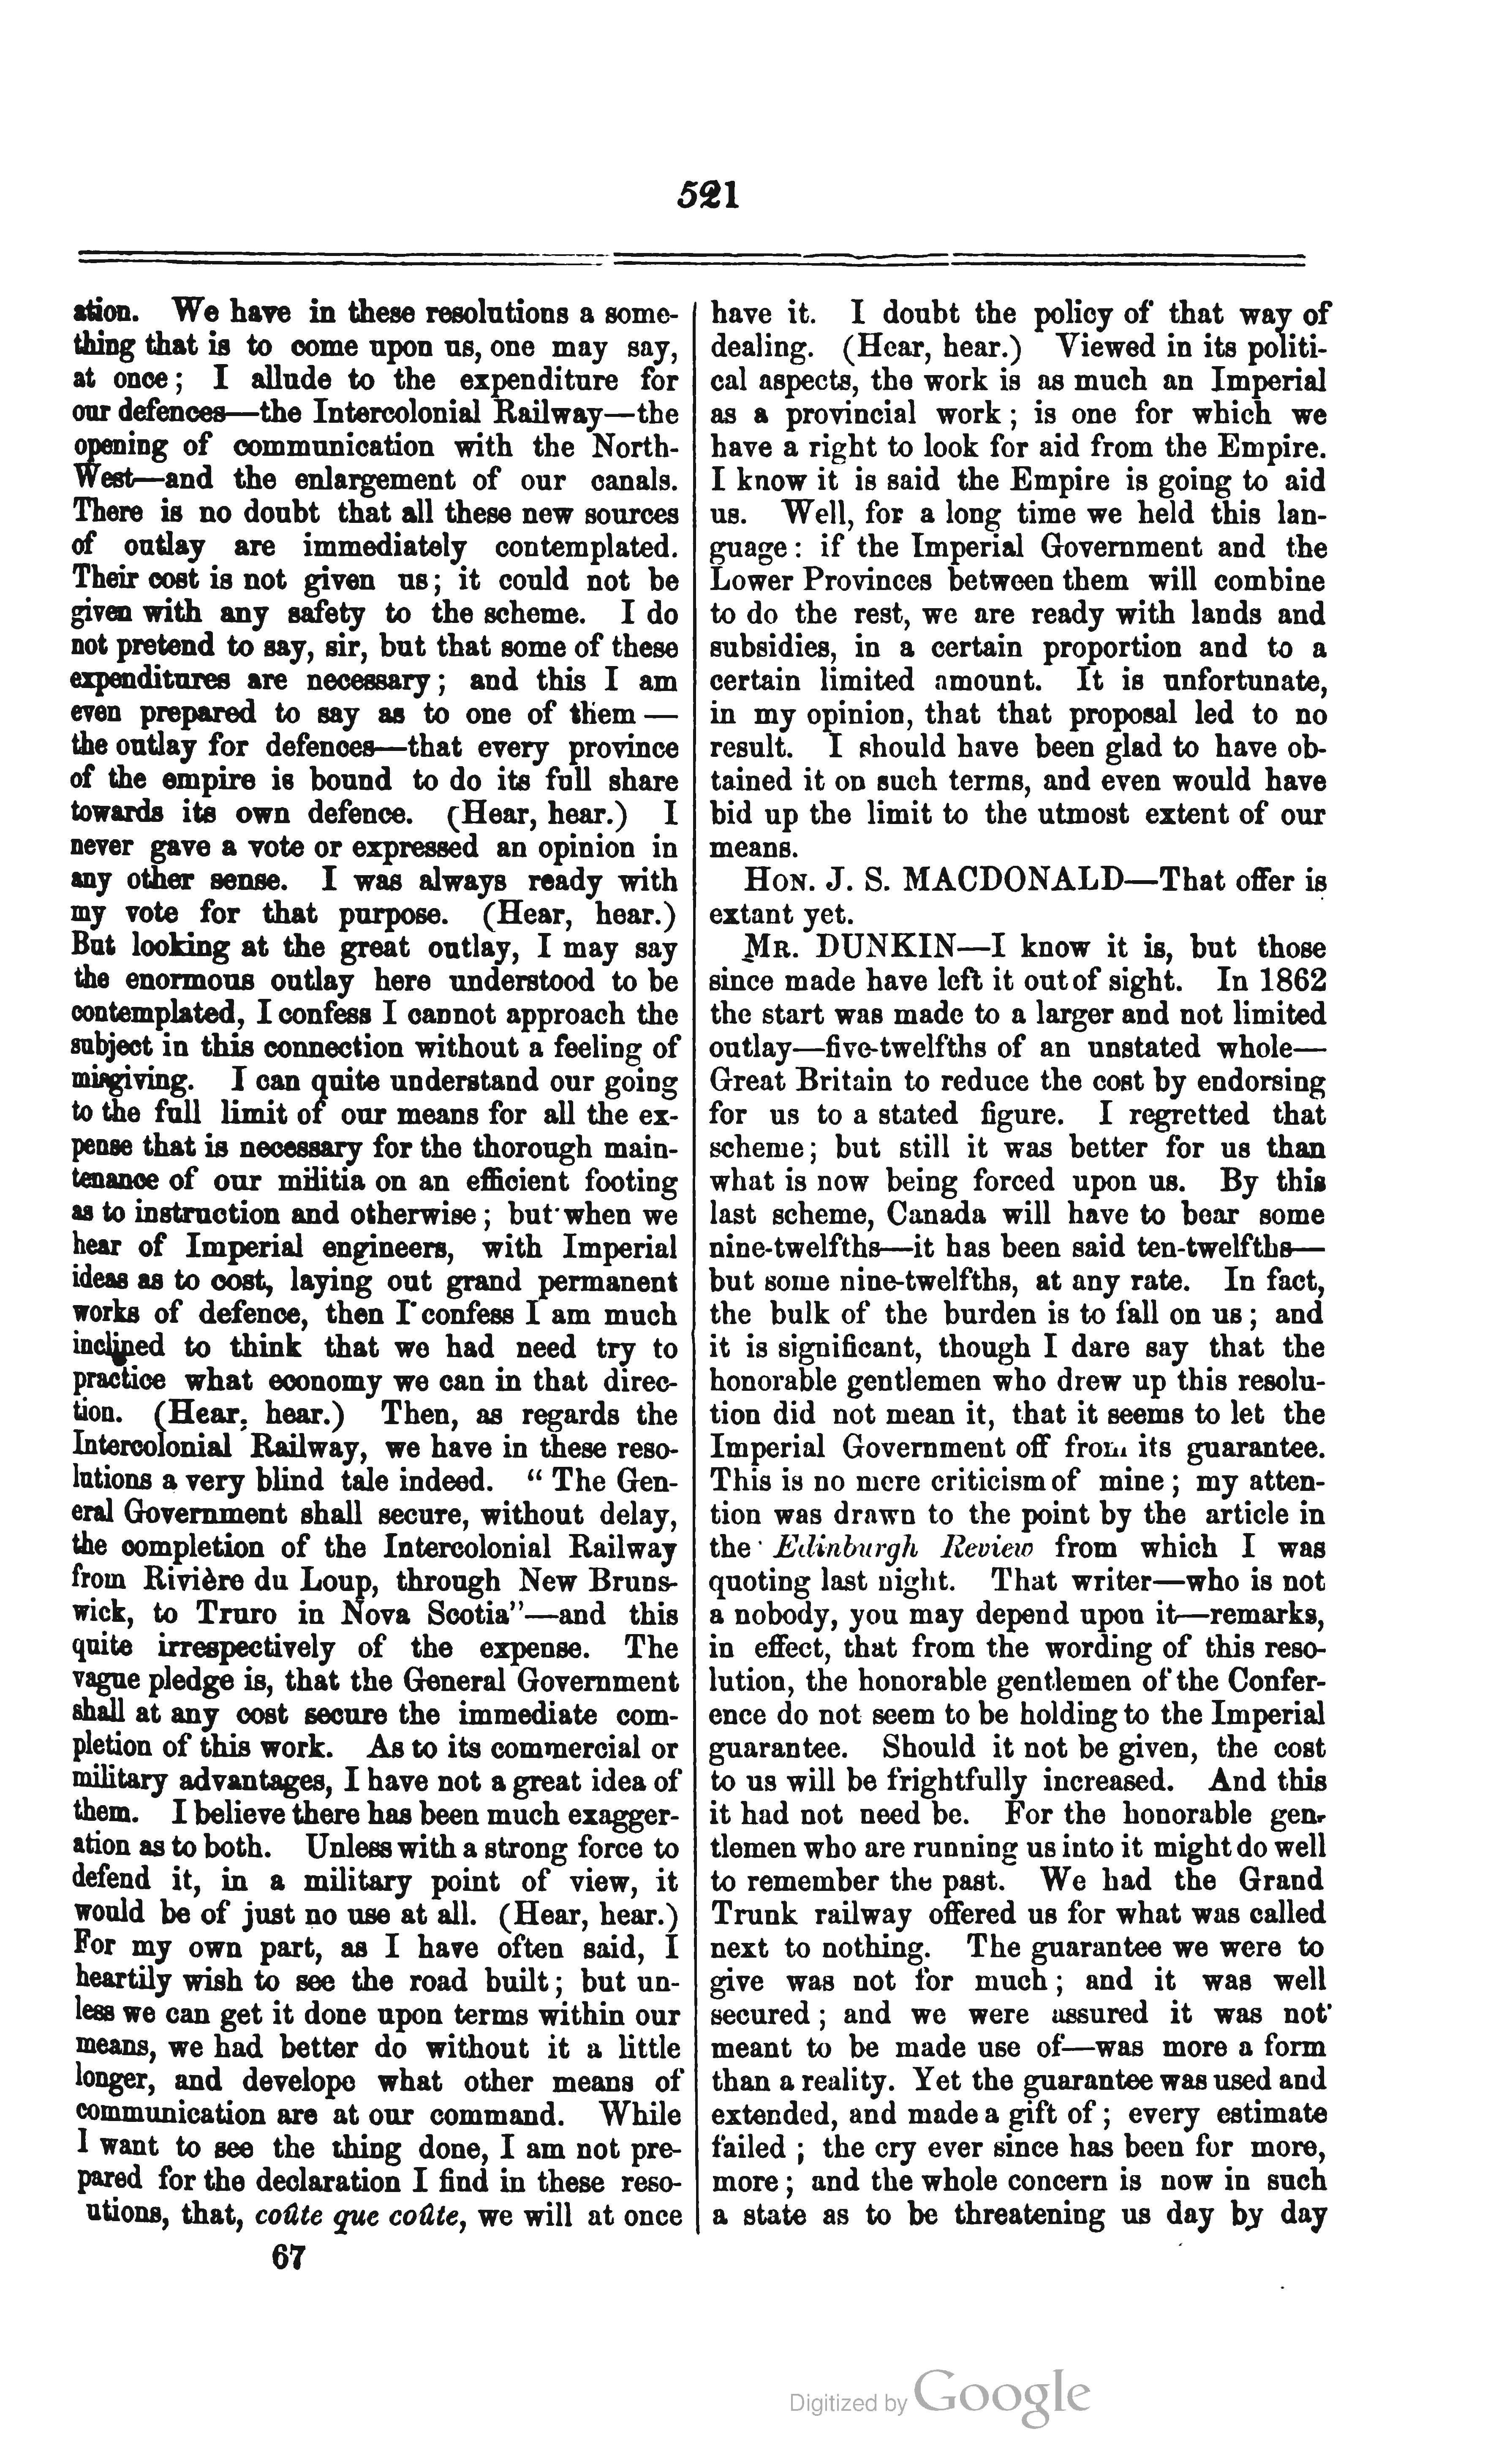 521
ation. We have in these resolutions a some-
thing that is to come upon us, one may say,
at once; I allude to the expenditure for
our defences—the Intercolonial Railway—the
opening of communication with the North-
West—and the enlargement of our canals.
There is no doubt that all these new sources
of outlay are immediately contemplated.
Their cost is not given us; it could not be
given with any safety to the scheme. I do
not pretend to say, sir, but that some of these
expenditures are necessary; and this I am
even prepared to say as to one of them—
the outlay for defences—that every province
of the empire is bound to do its full share
towards its own defence. (Hear, hear.) I
never gave a vote or expressed an opinion in
any other sense. I was always ready with
my vote for that purpose. (Hear, hear.)
But looking at the great outlay, I may say
the enormous outlay here understood to be
contemplated, I confess I cannot approach the
subject in this connection without a feeling of
misgiving. I can quite understand our going
to the full limit of our means for all the ex-
pense that is necessary for the thorough main-
tenance of our militia on an efficient footing
as to instruction and otherwise; but when we
hear of Imperial engineers, with Imperial
ideas as to cost, laying out grand permanent
works of defence, then I confess I am much
inclined to think that we had need try to
practice what economy we can in that direc-
tion. (Hear, hear.) Then, as regards the
Intercolonial Railway, we have in these reso-
lutions a very blind tale indeed. "The Gen-
eral Government shall secure, without delay,
the completion of the Intercolonial Railway
from Rivière du Loup, through New Bruns-
wick, to Truro in Nova Scotia"—and this
quite irrespectively of the expense. The
vague pledge is, that the General Government
shall at any cost secure the immediate com-
pletion of this work. As to its commercial or
military advantages, I have not a great idea of
them. I believe there has been much exagger-
ation as to both. Unless with a strong force to
defend it, in a military point of view, it
would be of just no use at all. (Hear, hear.)
For my own part, as I have often said, I
heartily wish to see the road built; but un-
less we can get it done upon terms within our
means, we had better do without it a little
longer, and develope what other means of
communication are at our command. While
I want to see the thing done, I am not pre-
pared for the declaration I find in these reso-
utions, that, coûte que coûte, we will at once
67
have it. I doubt the policy of that way of
dealing. (Hear, hear.) Viewed in its politi-
cal aspects, the work is as much an Imperial
as a provincial work; is one for which we
have a right to look for aid from the Empire.
I know it is said the Empire is going to aid
us. Well, for a long time we held this lan-
guage: if the Imperial Government and the
Lower Provinces between them will combine
to do the rest, we are ready with lands and
subsidies, in a certain proportion and to a
certain limited amount. It is unfortunate,
in my opinion, that that proposal led to no
result. I should have been glad to have ob-
tained it on such terms, and even would have
bid up the limit to the utmost extent of our
means.
HON. J. S. MACDONALD—That offer is
extant yet.
MR. DUNKIN—I know it is, but those
since made have left it out of sight. In 1862
the start was made to a larger and not limited
outlay—five-twelfths of an unstated whole—
Great Britain to reduce the cost by endorsing
for us to a stated figure. I regretted that
scheme; but still it was better for us than
what is now being forced upon us. By this
last scheme, Canada will have to bear some
nine-twelfths—it has been said ten-twelfths—
but some nine-twelfths, at any rate. In fact,
the bulk of the burden is to fall on us; and
it is significant, though I dare say that the
honorable gentlemen who drew up this resolu-
tion did not mean it, that it seems to let the
Imperial Government off from its guarantee.
This is no mere criticism of mine; my atten-
tion was drawn to the point by the article in
the Edinburgh Review from which I was
quoting last night. That writer—who is not
a nobody, you may depend upon it—remarks,
in effect, that from the wording of this reso-
lution, the honorable gentlemen of the Confer-
ence do not seem to be holding to the Imperial
guarantee. Should it not be given, the cost
to us will be frightfully increased. And this
it had not need be. For the honorable gen-
tlemen who are running us into it might do well
to remember the past. We had the Grand
Trunk railway offered us for what was called
next to nothing. The guarantee we were to
give was not for much; and it was well
secured; and we were assured it was not
meant to be made use of—was more a form
than a reality. Yet the guarantee was used and
extended, and made a gift of; every estimate
failed; the cry ever since has been for more,
more; and the whole concern is now in such
a state as to be threatening us day by day
Digitized by Google